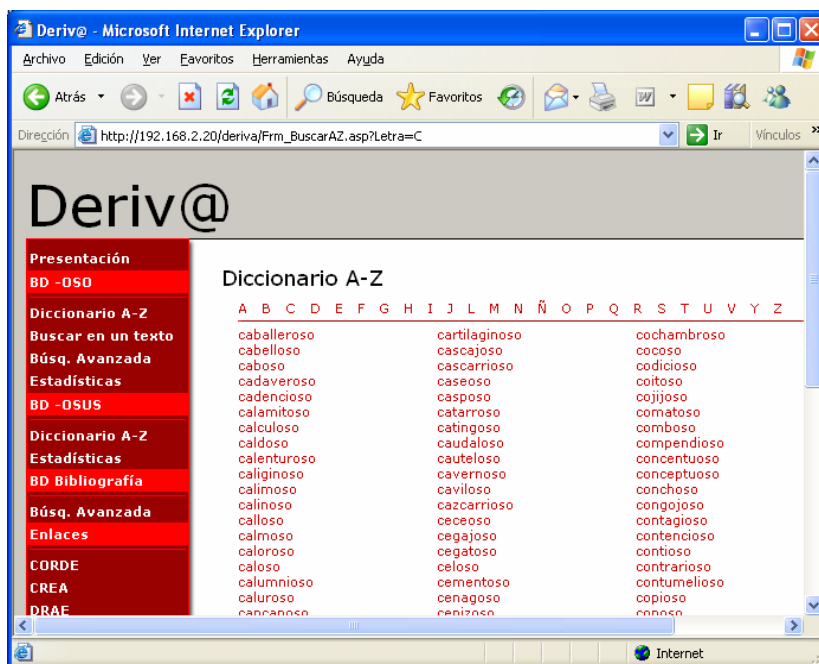 Deriv@ - Microsoft Internet Explorer
Archivo Edición Ver Favoritos Herramientas Ayuda
Atrás Búsqueda Favoritos
Dirección http://192.168.2.20/deriva/Frm_BuscarAZ.asp?Letra=C Ir Vínculos »
Deriv@
Presentación
BD -OSO
Diccionario A-Z
Buscar en un texto
Búsq. Avanzada
Estadísticas
BD -OSUS
Diccionario A-Z
Estadísticas
BD Bibliografía
Búsq. Avanzada
Enlaces
CORDE
CREA
DRAE
Diccionario A-Z
A B C D E F G H I J L M N Ñ O P Q R S T U V Y Z
caballeroso
cabelloso
caboso
cadaveroso
cadencioso
calamitoso
calculoso
caldoso
calenturoso
caliginoso
calimoso
calinoso
calloso
calmoso
caloroso
caloso
calumnioso
caluroso
cancanoso
cartilaginoso
cascajoso
cascarrioso
caseoso
casposo
catarroso
catingoso
caudaloso
cauteloso
cavernoso
caviloso
cazcarrioso
ceceoso
cegajoso
cegatoso
celoso
cementoso
cenagoso
cenizoso
cochambroso
cocoso
codicioso
coitoso
cojijoso
comatoso
comboso
compendioso
concentuoso
conceptuoso
conchoso
congojoso
contagioso
contencioso
contioso
contrarioso
contumelioso
copioso
coposo
Internet